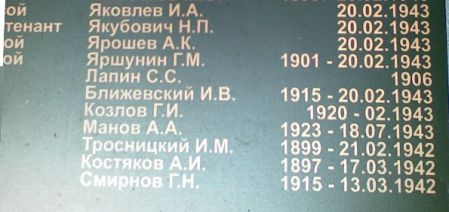 ой Яковлев И.А. 20.02.1943
тенант Якубович Н.П. 20.02.1943
ой Ярошев А.К. 20.02.1943
ой Яршунин Г.М. 1901 - 20.02.1943
Лапин С.С. 1906
Ближевский И.В. 1915 - 20.02.1943
Козлов Г.И. 1920 - 02.1943
Манов А.А. 1923 - 18.07.1943
Тросницкий И.М. 1899 - 21.02.1942
Костяков А.И. 1897 - 17.03.1942
Смирнов Г.Н. 1915 - 13.03.1942